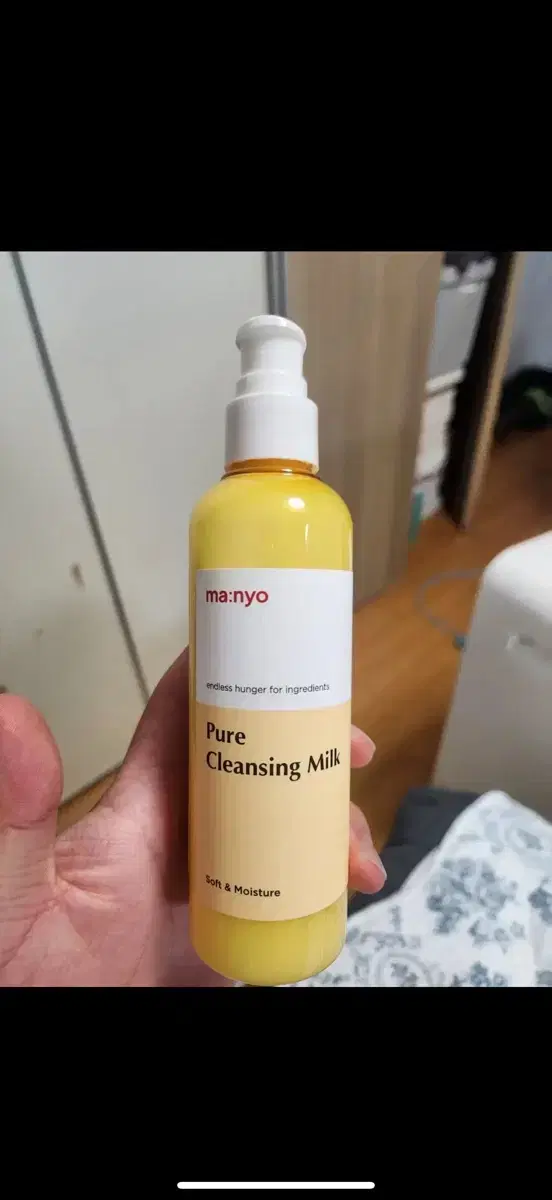 ma:nyo
endless hunger for ingredients
Pure
Cleansing Milk
Soft & Moisture